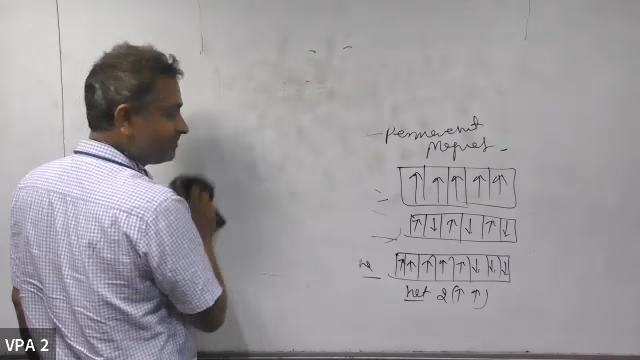 Permanent
Magnet
↑ ↑ ↑ ↑ ↑
↑ ↓ ↑ ↓ ↑ ↓
↑ ↑ ↑ ↑ ↑ ↓ ↓ ↓
net 2(↑ ↑)
VPA 2